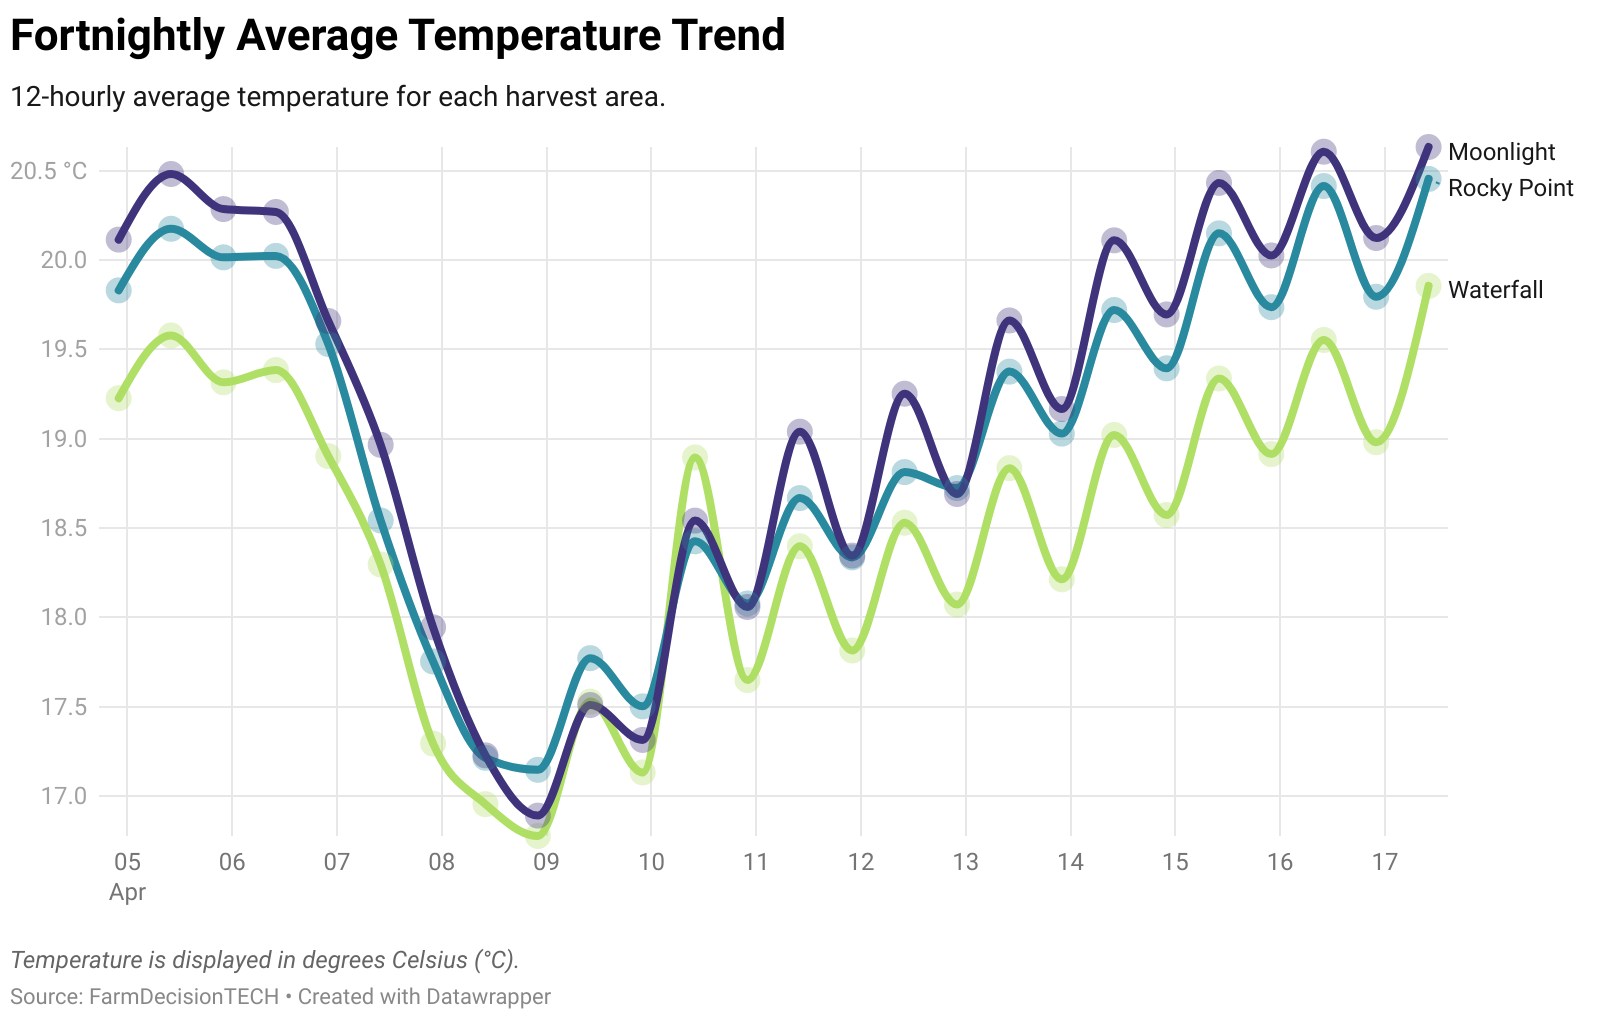 Fortnightly Average Temperature Trend
12-hourly average temperature for each harvest area.
20.5 °C
20.0
19.5
19.0
18.5
18.0
17.5
17.0
Moonlight
Rocky Point
Waterfall
05 06 07 08 09 10 11 12 13 14 15 16 17
Apr
Temperature is displayed in degrees Celsius (°C).
Source: FarmDecisionTECH • Created with Datawrapper